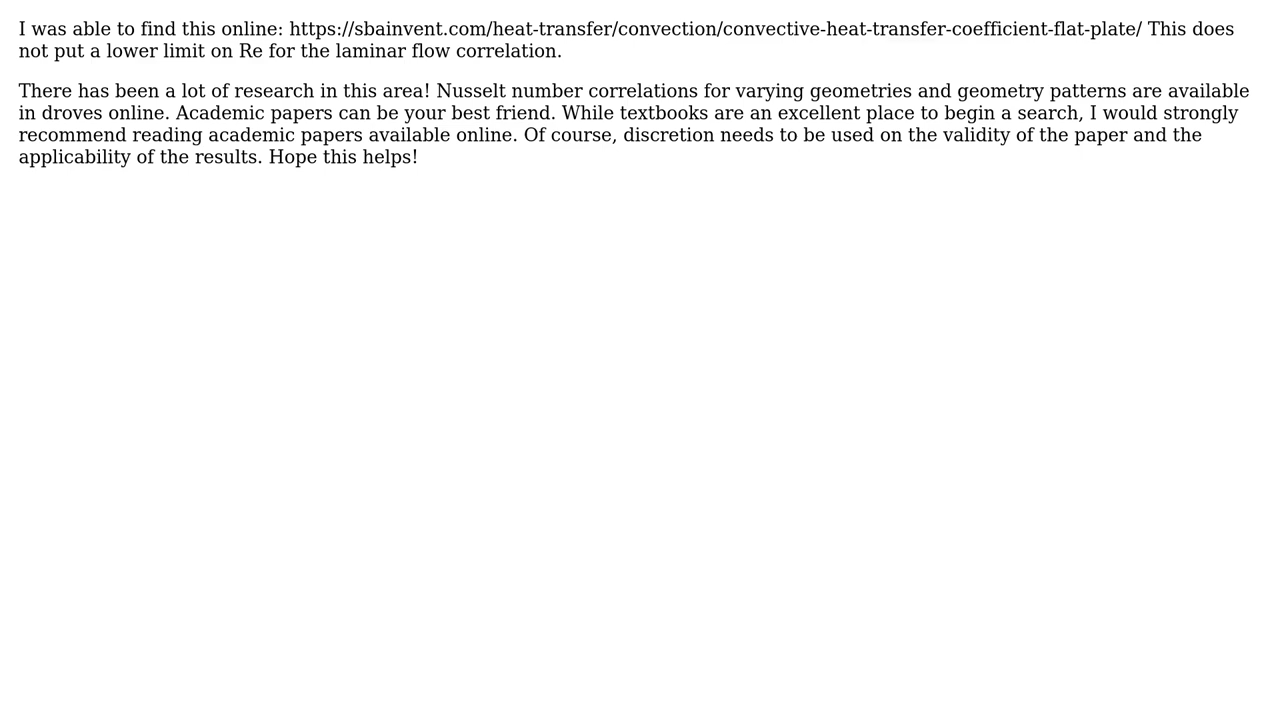 I was able to find this online: https://sbainvent.com/heat-transfer/convection/convective-heat-transfer-coefficient-flat-plate/ This does
not put a lower limit on Re for the laminar flow correlation.
There has been a lot of research in this area! Nusselt number correlations for varying geometries and geometry patterns are available
in droves online. Academic papers can be your best friend. While textbooks are an excellent place to begin a search, I would strongly
recommend reading academic papers available online. Of course, discretion needs to be used on the validity of the paper and the
applicability of the results. Hope this helps!